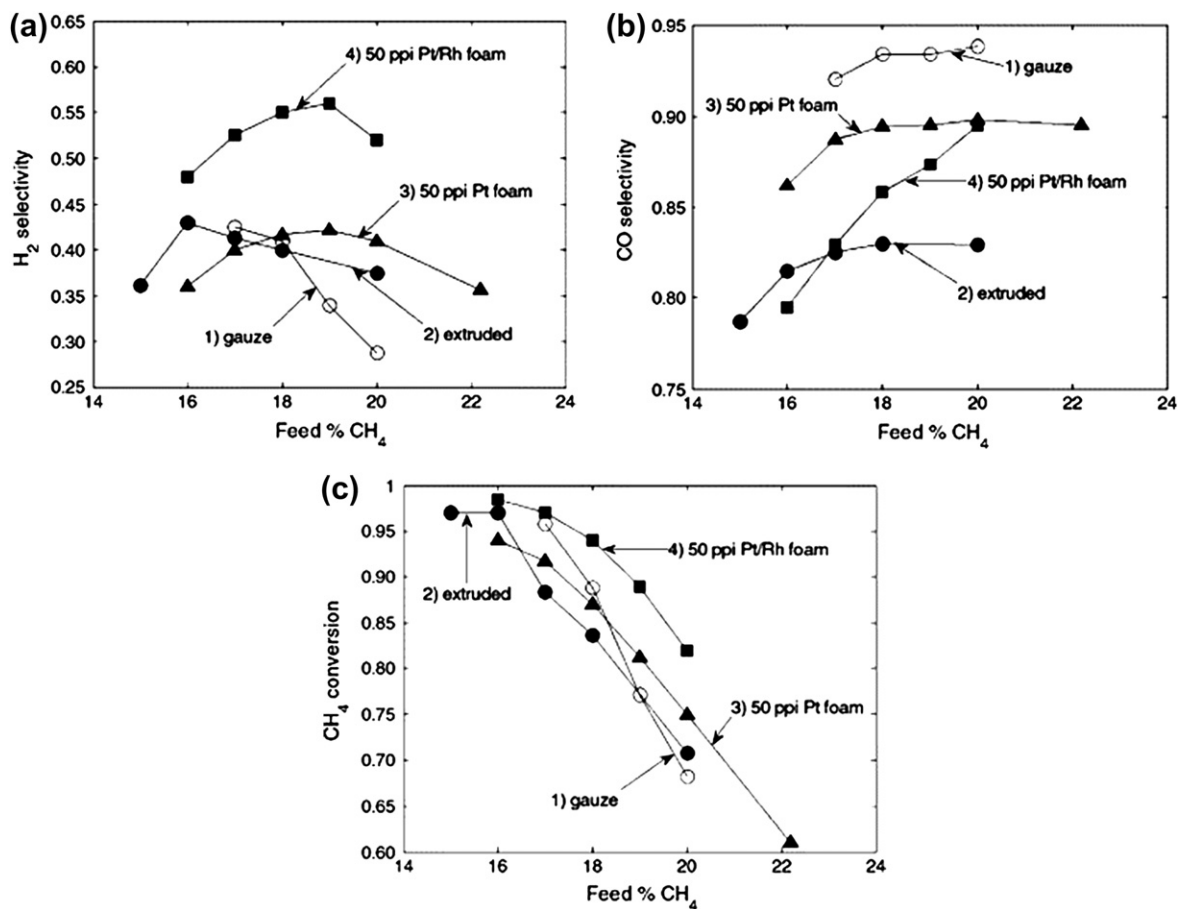 (a)
0.65
0.60
0.55
0.50
0.45
0.40
0.35
0.30
0.25
H2 selectivity
4) 50 ppi Pt/Rh foam
3) 50 ppi Pt foam
1) gauze
2) extruded
14 16 18 20 22 24
Feed % CH4
(b)
0.95
0.90
0.85
0.80
0.75
CO selectivity
1) gauze
3) 50 ppi Pt foam
4) 50 ppi Pt/Rh foam
2) extruded
14 16 18 20 22 24
Feed % CH4
(c)
1
0.95
0.90
0.85
0.80
0.75
0.70
0.65
0.60
CH4 conversion
4) 50 ppi Pt/Rh foam
2) extruded
3) 50 ppi Pt foam
1) gauze
14 16 18 20 22 24
Feed % CH4